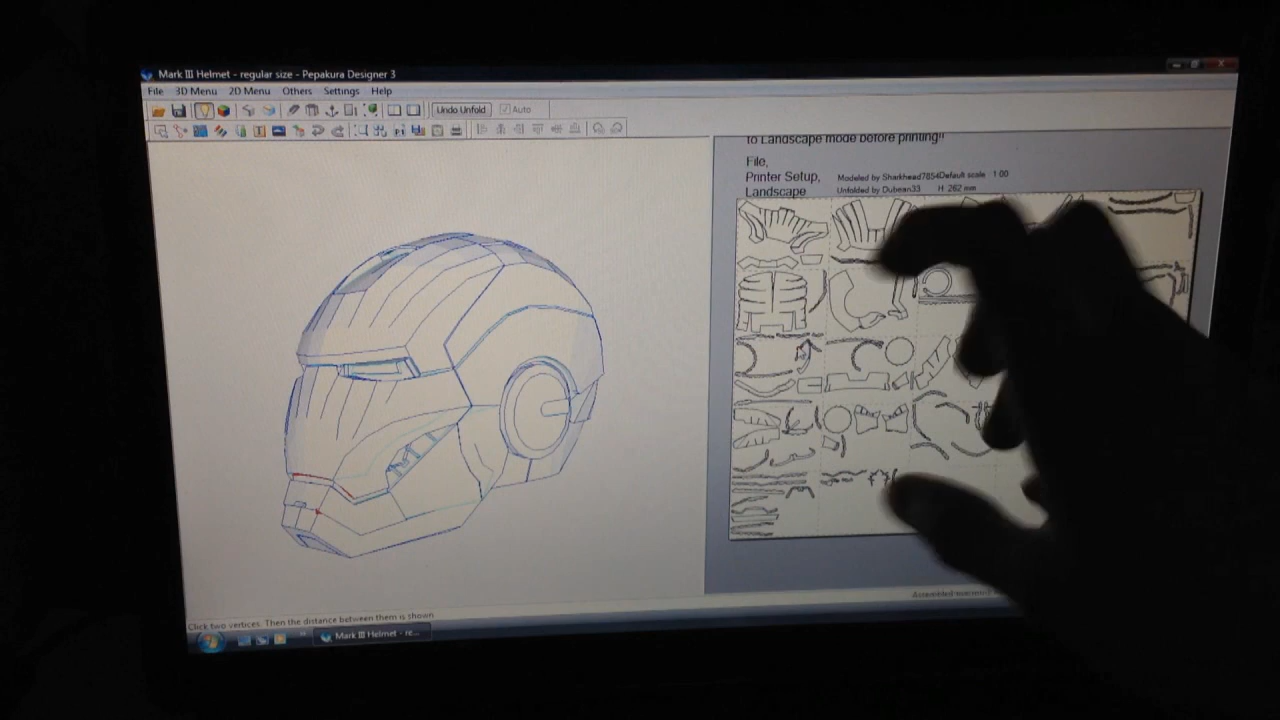 Mark III Helmet - regular size - Pepakura Designer 3
File 3D Menu 2D Menu Others Settings Help
Undo Unfold Auto
to Landscape mode before printing!!
File,
Printer Setup,
Landscape
Modeled by Sharkhead7854 Default scale 1.00
Unfolded by Dubean33 H 262 mm
Click two vertices. Then the distance between them is shown
Mark III Helmet - re...